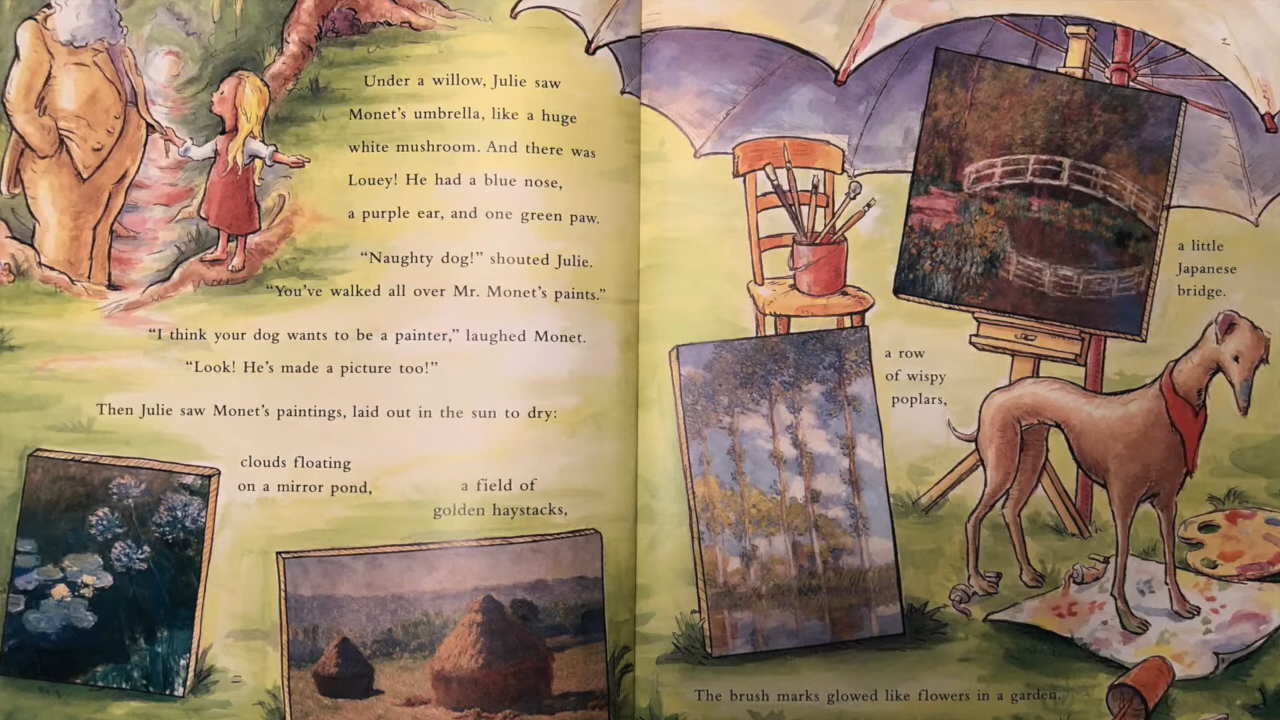 Under a willow, Julie saw
Monet's umbrella, like a huge
white mushroom. And there was
Louey! He had a blue nose,
a purple ear, and one green paw.
“Naughty dog!” shouted Julie.
“You've walked all over Mr. Monet's paints.”
“I think your dog wants to be a painter,” laughed Monet.
“Look! He's made a picture too!”
Then Julie saw Monet's paintings, laid out in the sun to dry:
clouds floating
on a mirror pond,
a field of
golden haystacks,
a row
of wispy
poplars,
a little
Japanese
bridge.
The brush marks glowed like flowers in a garden.